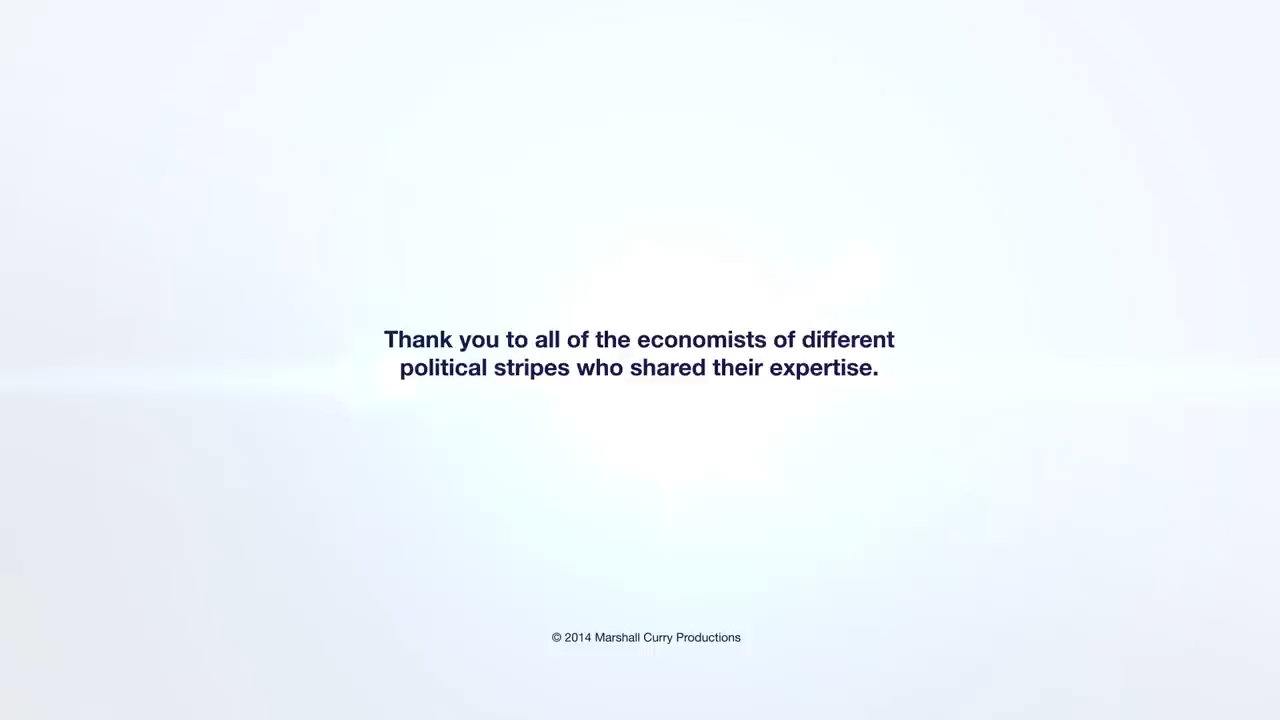 Thank you to all of the economists of different
political stripes who shared their expertise.
© 2014 Marshall Curry Productions